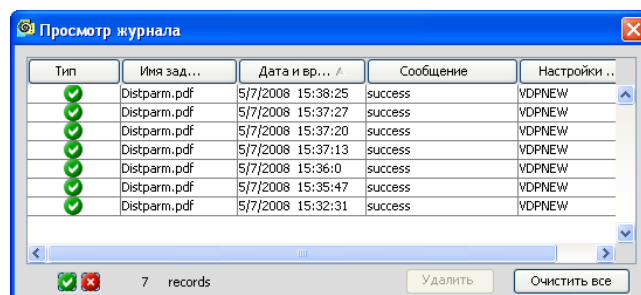 Просмотр журнала
Тип Имя зад... Дата и вр... Сообщение Настройки ...
Distparm.pdf 5/7/2008 15:38:25 success VDPNEW
Distparm.pdf 5/7/2008 15:37:27 success VDPNEW
Distparm.pdf 5/7/2008 15:37:20 success VDPNEW
Distparm.pdf 5/7/2008 15:37:13 success VDPNEW
Distparm.pdf 5/7/2008 15:36:0 success VDPNEW
Distparm.pdf 5/7/2008 15:35:47 success VDPNEW
Distparm.pdf 5/7/2008 15:32:31 success VDPNEW
7 records Удалить Очистить все